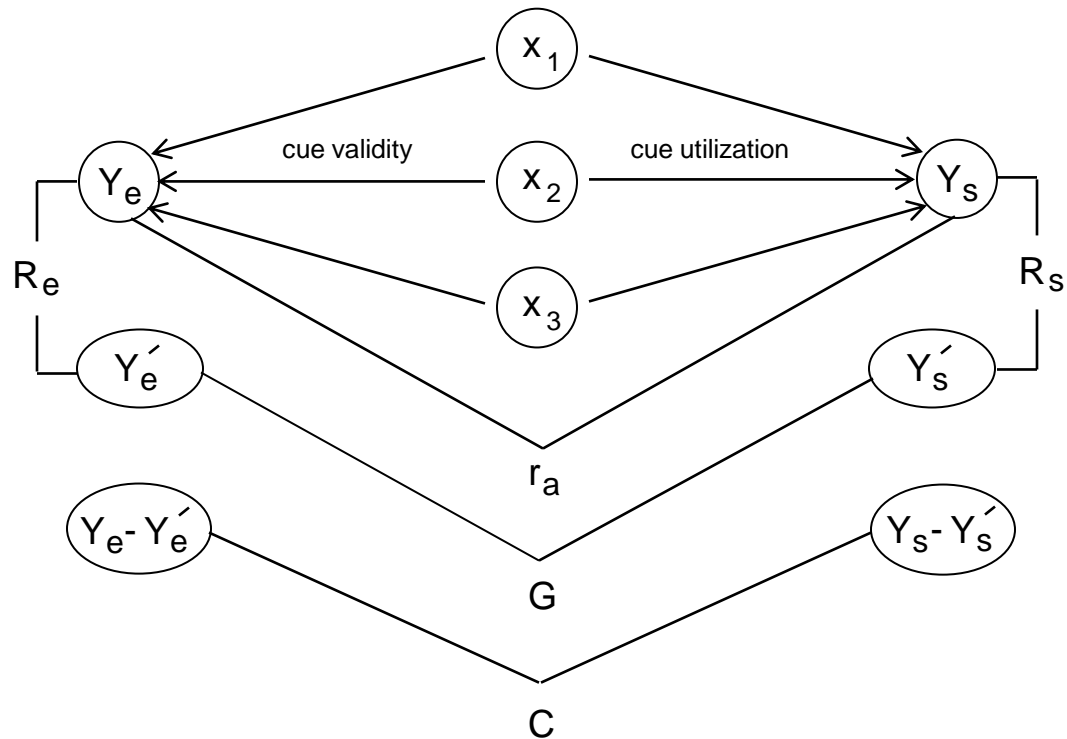 x₁
cue validity cue utilization
Yₑ x₂ Yₛ
Rₑ Rₛ
x₃
Yₑ′ Yₛ′
rₐ
Yₑ- Yₑ′ Yₛ- Yₛ′
G
C